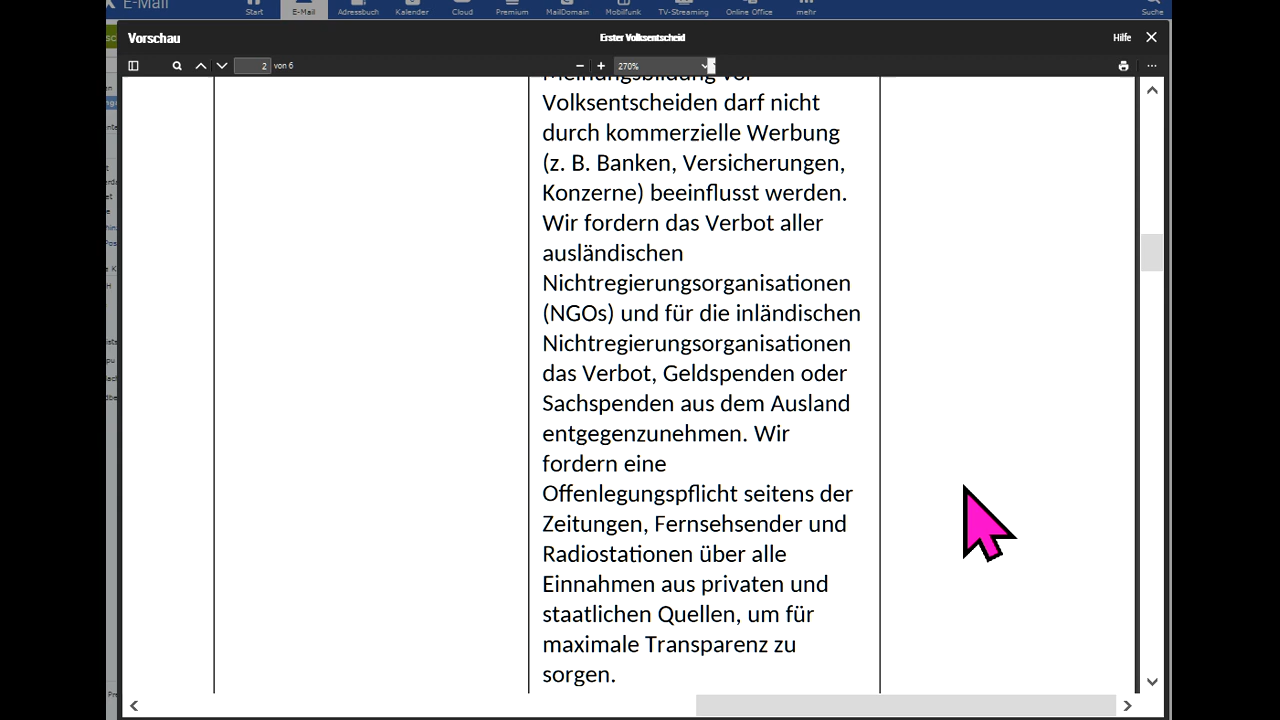 E-Mail
Start E-Mail Adressbuch Kalender Cloud Premium MailDomain Mobilfunk TV-Streaming Online Office mehr Suche
Vorschau Erster Volksentscheid Hilfe
2 von 6 270%
Meinungsbildung vor
Volksentscheiden darf nicht
durch kommerzielle Werbung
(z. B. Banken, Versicherungen,
Konzerne) beeinflusst werden.
Wir fordern das Verbot aller
ausländischen
Nichtregierungsorganisationen
(NGOs) und für die inländischen
Nichtregierungsorganisationen
das Verbot, Geldspenden oder
Sachspenden aus dem Ausland
entgegenzunehmen. Wir
fordern eine
Offenlegungspflicht seitens der
Zeitungen, Fernsehsender und
Radiostationen über alle
Einnahmen aus privaten und
staatlichen Quellen, um für
maximale Transparenz zu
sorgen.